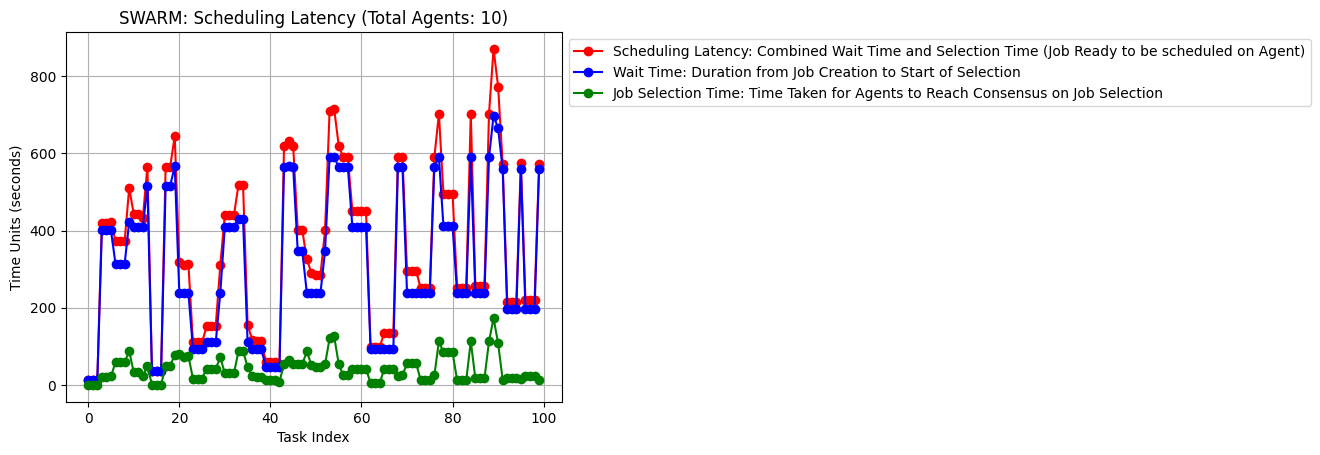 SWARM: Scheduling Latency (Total Agents: 10)
Scheduling Latency: Combined Wait Time and Selection Time (Job Ready to be scheduled on Agent)
Wait Time: Duration from Job Creation to Start of Selection
Job Selection Time: Time Taken for Agents to Reach Consensus on Job Selection
Time Units (seconds)
800
600
400
200
0
0 20 40 60 80 100
Task Index